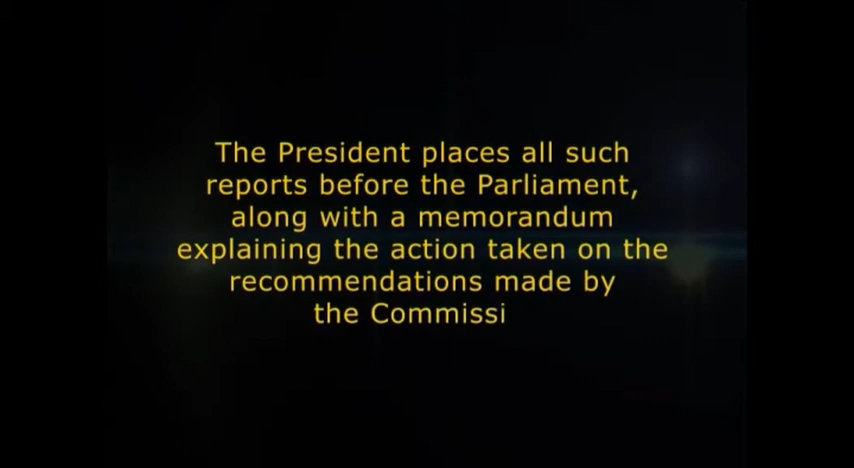 The President places all such
reports before the Parliament,
along with a memorandum
explaining the action taken on the
recommendations made by
the Commissi